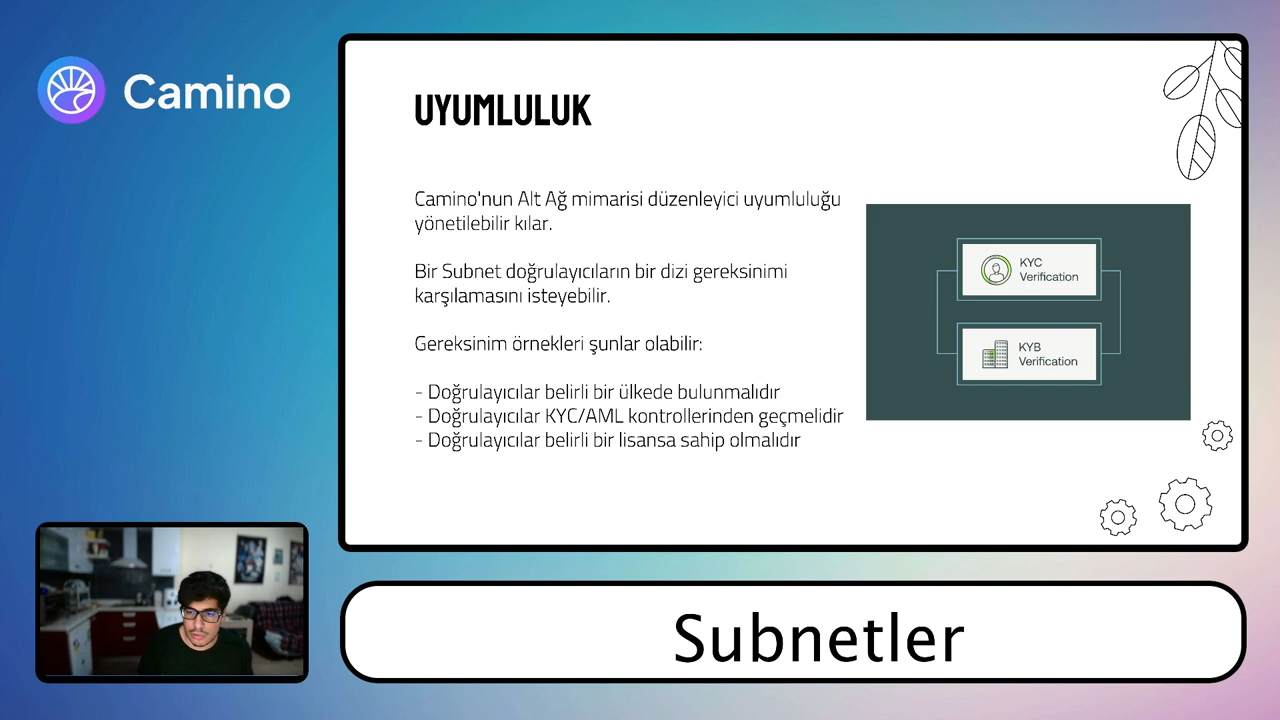 Camino
UYUMLULUK
Camino'nun Alt Ağ mimarisi düzenleyici uyumluluğu
yönetilebilir kılar.
Bir Subnet doğrulayıcıların bir dizi gereksinimi
karşılamasını isteyebilir.
Gereksinim örnekleri şunlar olabilir:
- Doğrulayıcılar belirli bir ülkede bulunmalıdır
- Doğrulayıcılar KYC/AML kontrollerinden geçmelidir
- Doğrulayıcılar belirli bir lisansa sahip olmalıdır
KYC
Verification
KYB
Verification
Subnetler